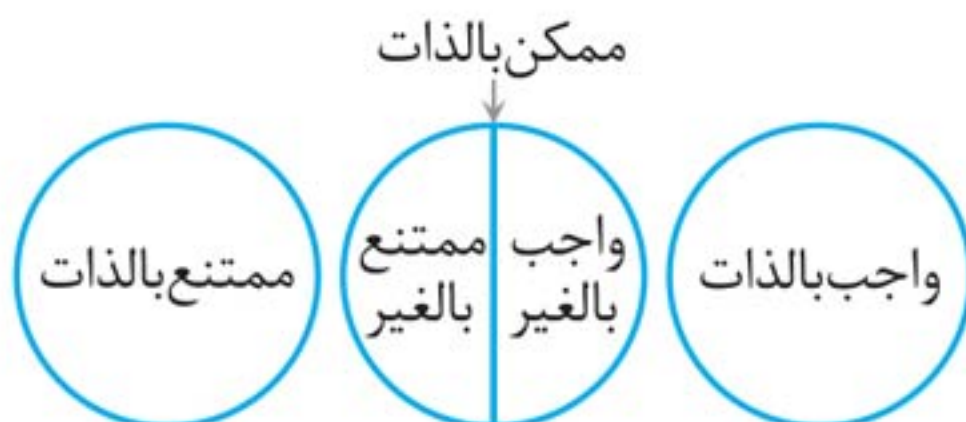 ممکن‌بالذات
واجب‌بالذات
واجب
بالغیر
ممتنع
بالغیر
ممتنع‌بالذات